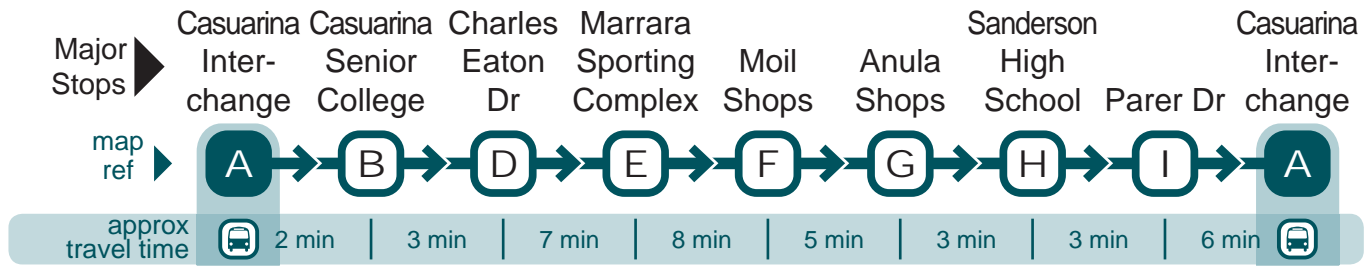 Major
Stops
Casuarina
Inter-
change
Casuarina
Senior
College
Charles
Eaton
Dr
Marrara
Sporting
Complex
Moil
Shops
Anula
Shops
Sanderson
High
School
Parer Dr
Casuarina
Inter-
change
map
ref
A
B
D
E
F
G
H
I
A
approx
travel time
2 min
3 min
7 min
8 min
5 min
3 min
3 min
6 min